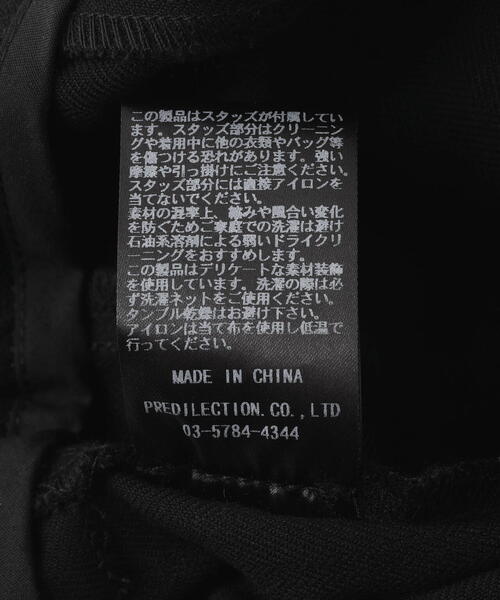 この製品はスタッズが付属してい
ます。スタッズ部分はクリーニン
グや着用中に他の衣類やバッグ等
を傷つける恐れがあります。強い
摩擦や引っ掛けにご注意ください。
スタッズ部分には直接アイロンを
当てないでください。
素材の混率上、縮みや風合い変化
を防ぐためご家庭での洗濯は避け
石油系溶剤による弱いドライクリ
ーニングをおすすめします。
この製品はデリケートな素材装飾
を使用しています。洗濯の際は必
ず洗濯ネットをご使用ください。
タンブル乾燥はお避け下さい。
アイロンは当て布を使用し低温で
行ってください。
MADE IN CHINA
PREDILECTION.CO.,LTD
03-5784-4344